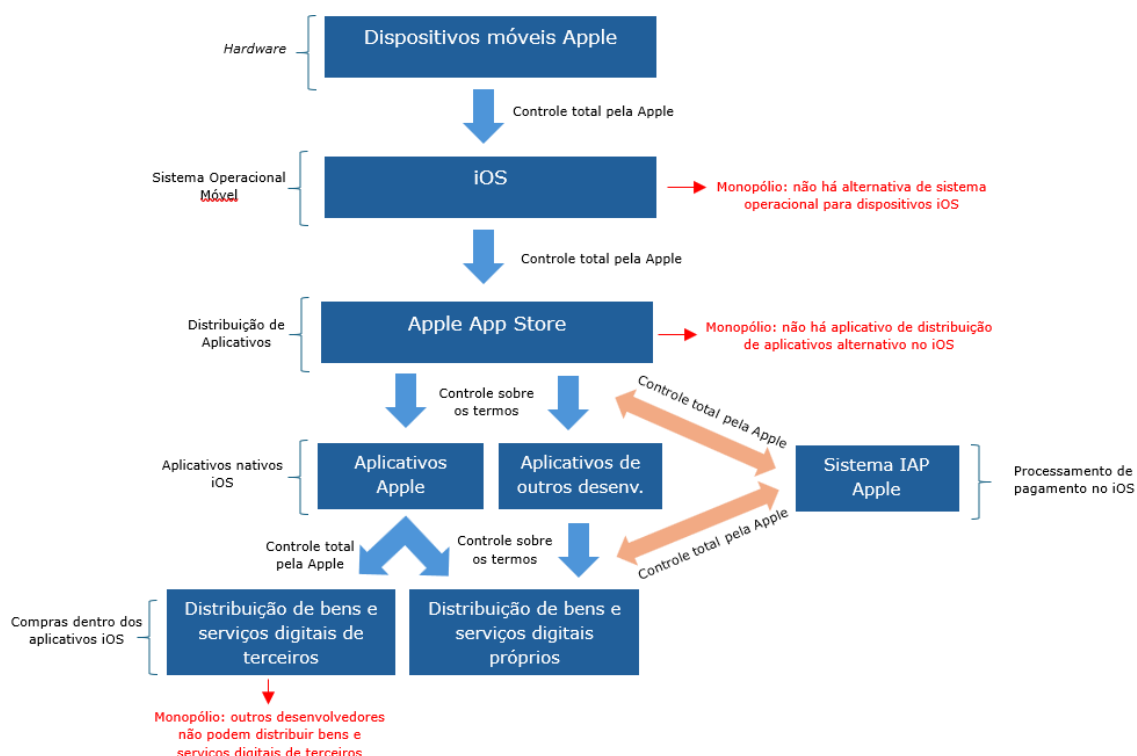 Hardware
Dispositivos móveis Apple
Controle total pela Apple
Sistema Operacional
Móvel
iOS
Monopólio: não há alternativa de sistema
operacional para dispositivos iOS
Controle total pela Apple
Distribuição de
Aplicativos
Apple App Store
Monopólio: não há aplicativo de distribuição
de aplicativos alternativo no iOS
Controle sobre
os termos
Controle total pela Apple
Aplicativos nativos
iOS
Aplicativos
Apple
Aplicativos de
outros desenv.
Sistema IAP
Apple
Processamento de
pagamento no iOS
Controle total
pela Apple
Controle sobre
os termos
Controle total pela Apple
Compras dentro dos
aplicativos iOS
Distribuição de bens e
serviços digitais de
terceiros
Distribuição de bens e
serviços digitais
próprios
Monopólio: outros desenvolvedores
não podem distribuir bens e
serviços digitais de terceiros